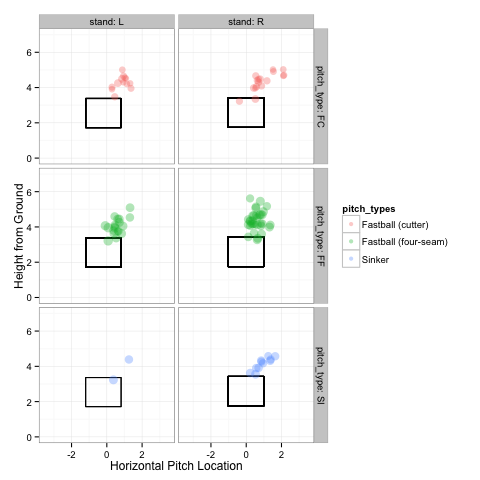 stand: L
stand: R
6
4
2
0
pitch_type: FC
6
4
2
0
pitch_type: FF
6
4
2
0
pitch_type: SI
Height from Ground
-2
0
2
-2
0
2
Horizontal Pitch Location
pitch_types
Fastball (cutter)
Fastball (four-seam)
Sinker